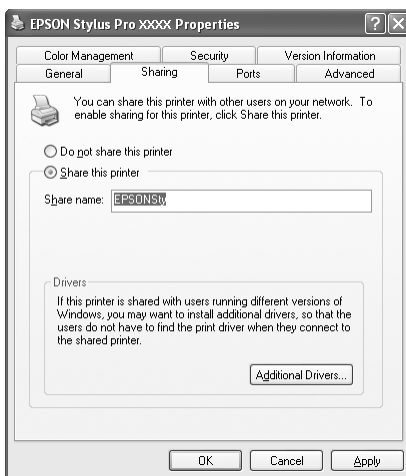 EPSON Stylus Pro XXXX Properties
Color Management Security Version Information
General Sharing Ports Advanced
You can share this printer with other users on your network. To
enable sharing for this printer, click Share this printer.
Do not share this printer
Share this printer
Share name: EPSONSty
Drivers
If this printer is shared with users running different versions of
Windows, you may want to install additional drivers, so that the
users do not have to find the print driver when they connect to
the shared printer.
Additional Drivers...
OK Cancel Apply